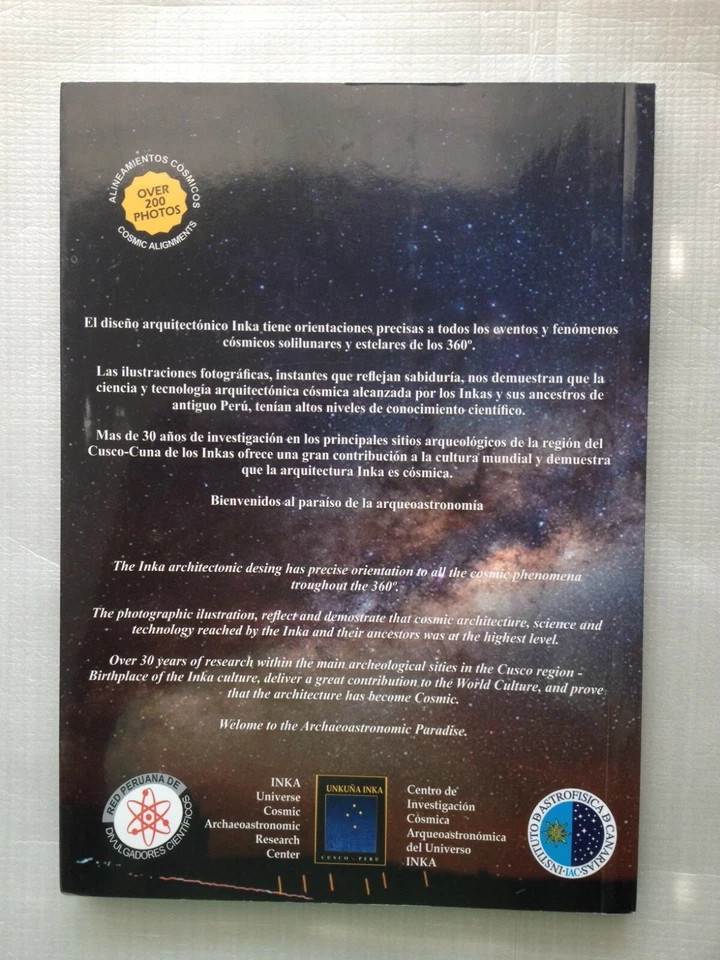 ALINEAMIENTOS CÓSMICOS
OVER
200
PHOTOS
COSMIC ALIGNMENTS
El diseño arquitectónico Inka tiene orientaciones precisas a todos los eventos y fenómenos
cósmicos solilunares y estelares de los 360º.
Las ilustraciones fotográficas, instantes que reflejan sabiduría, nos demuestran que la
ciencia y tecnología arquitectónica cósmica alcanzada por los Inkas y sus ancestros de
antiguo Perú, tenían altos niveles de conocimiento científico.
Mas de 30 años de investigación en los principales sitios arqueológicos de la región del
Cusco-Cuna de los Inkas ofrece una gran contribución a la cultura mundial y demuestra
que la arquitectura Inka es cósmica.
Bienvenidos al paraíso de la arqueoastronomía
The Inka architectonic desing has precise orientation to all the cosmic phenomena
troughout the 360º.
The photographic ilustration, reflect and demostrate that cosmic architecture, science and
technology reached by the Inka and their ancestors was at the highest level.
Over 30 years of research within the main archeological sities in the Cusco region -
Birthplace of the Inka culture, deliver a great contribution to the World Culture, and prove
that the architecture has become Cosmic.
Welome to the Archaeoastronomic Paradise.
RED PERUANA DE
DIVULGADORES CIENTÍFICOS
INKA
Universe
Cosmic
Archaeoastronomic
Research
Center
UNKUÑA INKA
CUSCO - PERÚ
Centro de
Investigación
Còsmica
Arqueoastronómica
del Universo
INKA
INSTITUTO D ASTROFISICA D CANARIAS
·IAC·